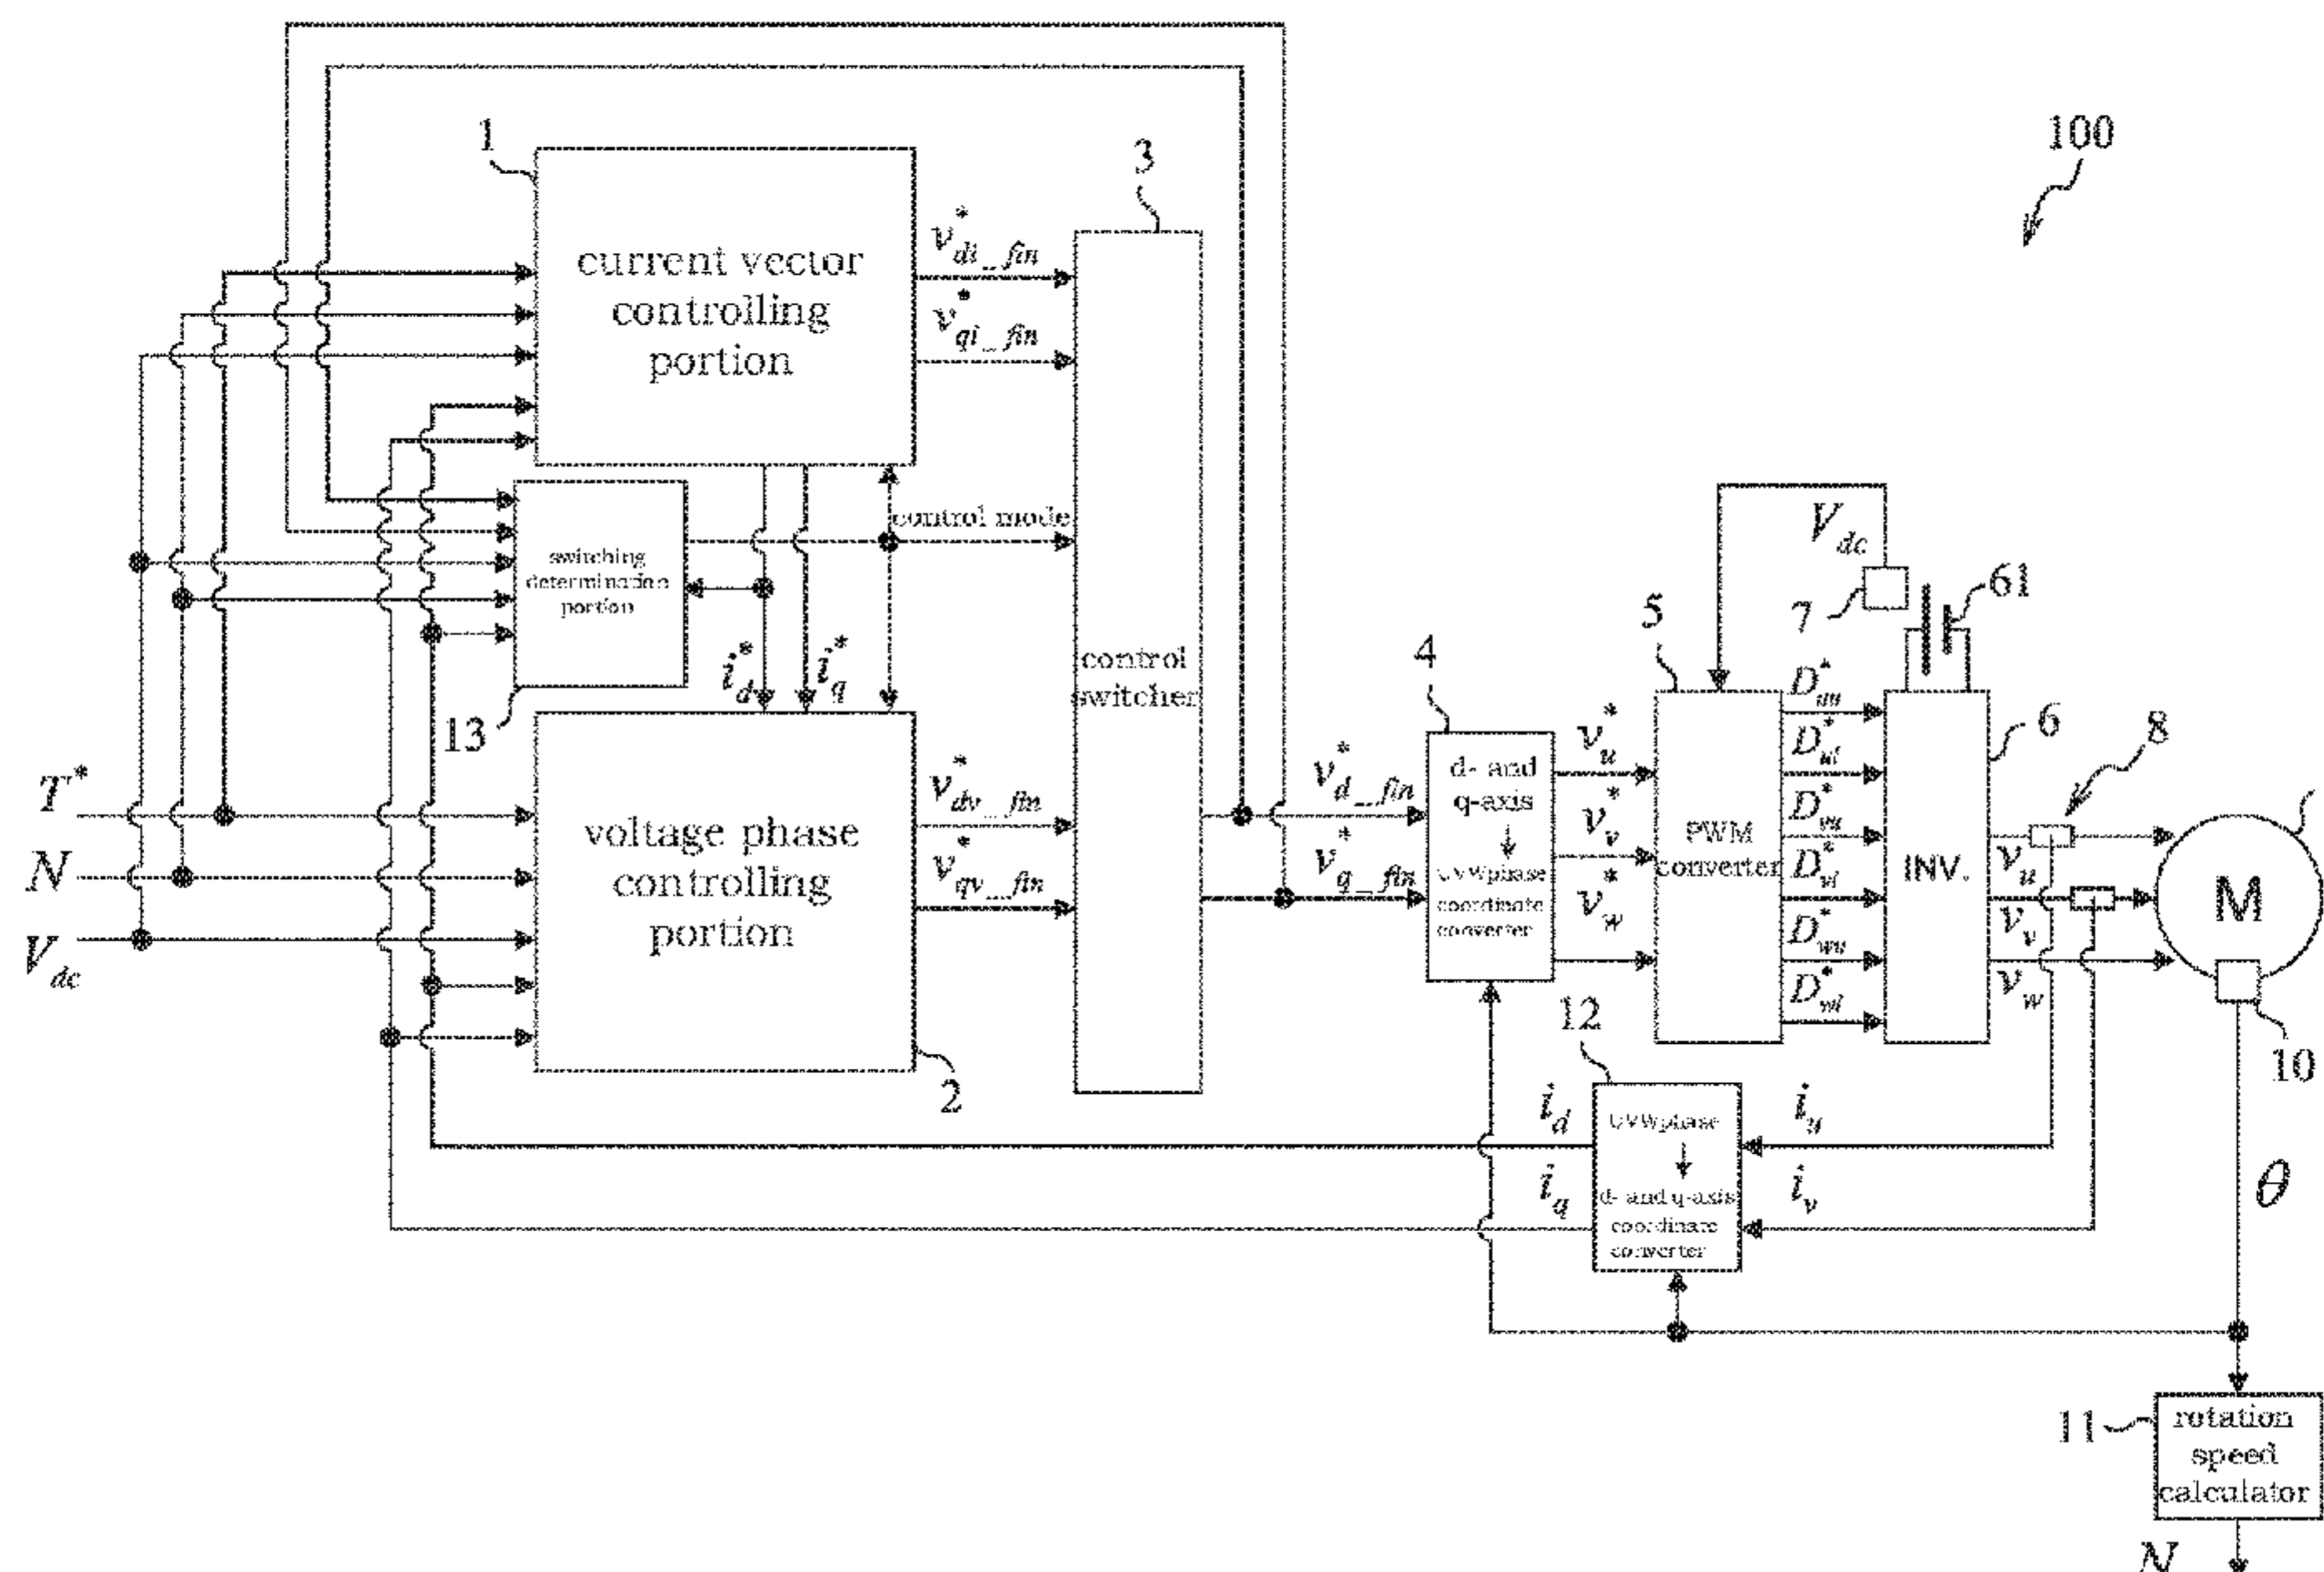 100
1
current vector
controlling
portion
v*di_fin
v*qi_fin
3
control mode
switching
determination
portion
13
i*d
i*q
control
switcher
T*
N
Vdc
voltage phase
controlling
portion
2
v*dv_fin
v*qv_fin
v*d_fin
v*q_fin
4
d- and
q-axis
↓
UVWphase
coordinate
converter
v*u
v*v
v*w
5
PWM
converter
Vdc
7
61
D*uu
D*ul
D*vu
D*vl
D*wu
D*wl
6
INV.
8
vu
vv
vw
M
10
12
UVWphase
↓
d- and q-axis
coordinate
converter
id
iq
iu
iv
θ
11
rotation
speed
calculator
N